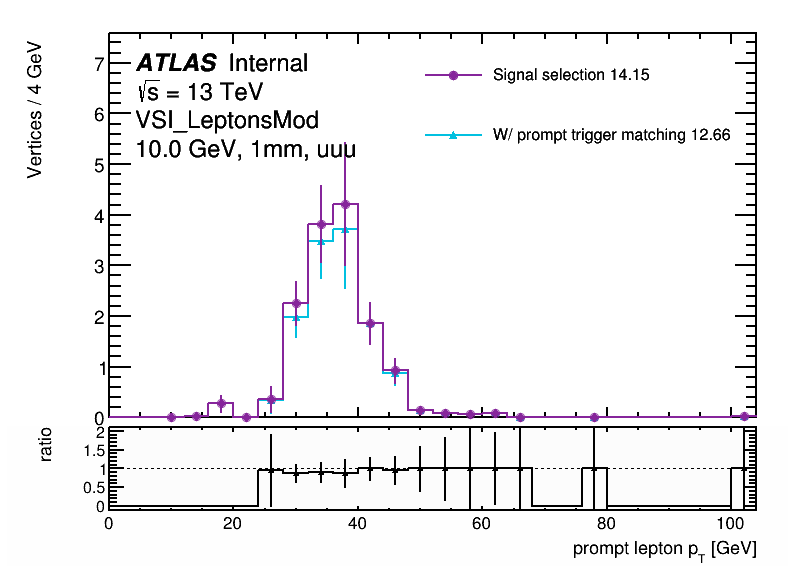 ATLAS Internal
√s = 13 TeV
VSI_LeptonsMod
10.0 GeV, 1mm, uuu
Signal selection 14.15
W/ prompt trigger matching 12.66
Vertices / 4 GeV
7
6
5
4
3
2
1
0
ratio
2
1.5
1
0.5
0
0 20 40 60 80 100
prompt lepton pT [GeV]